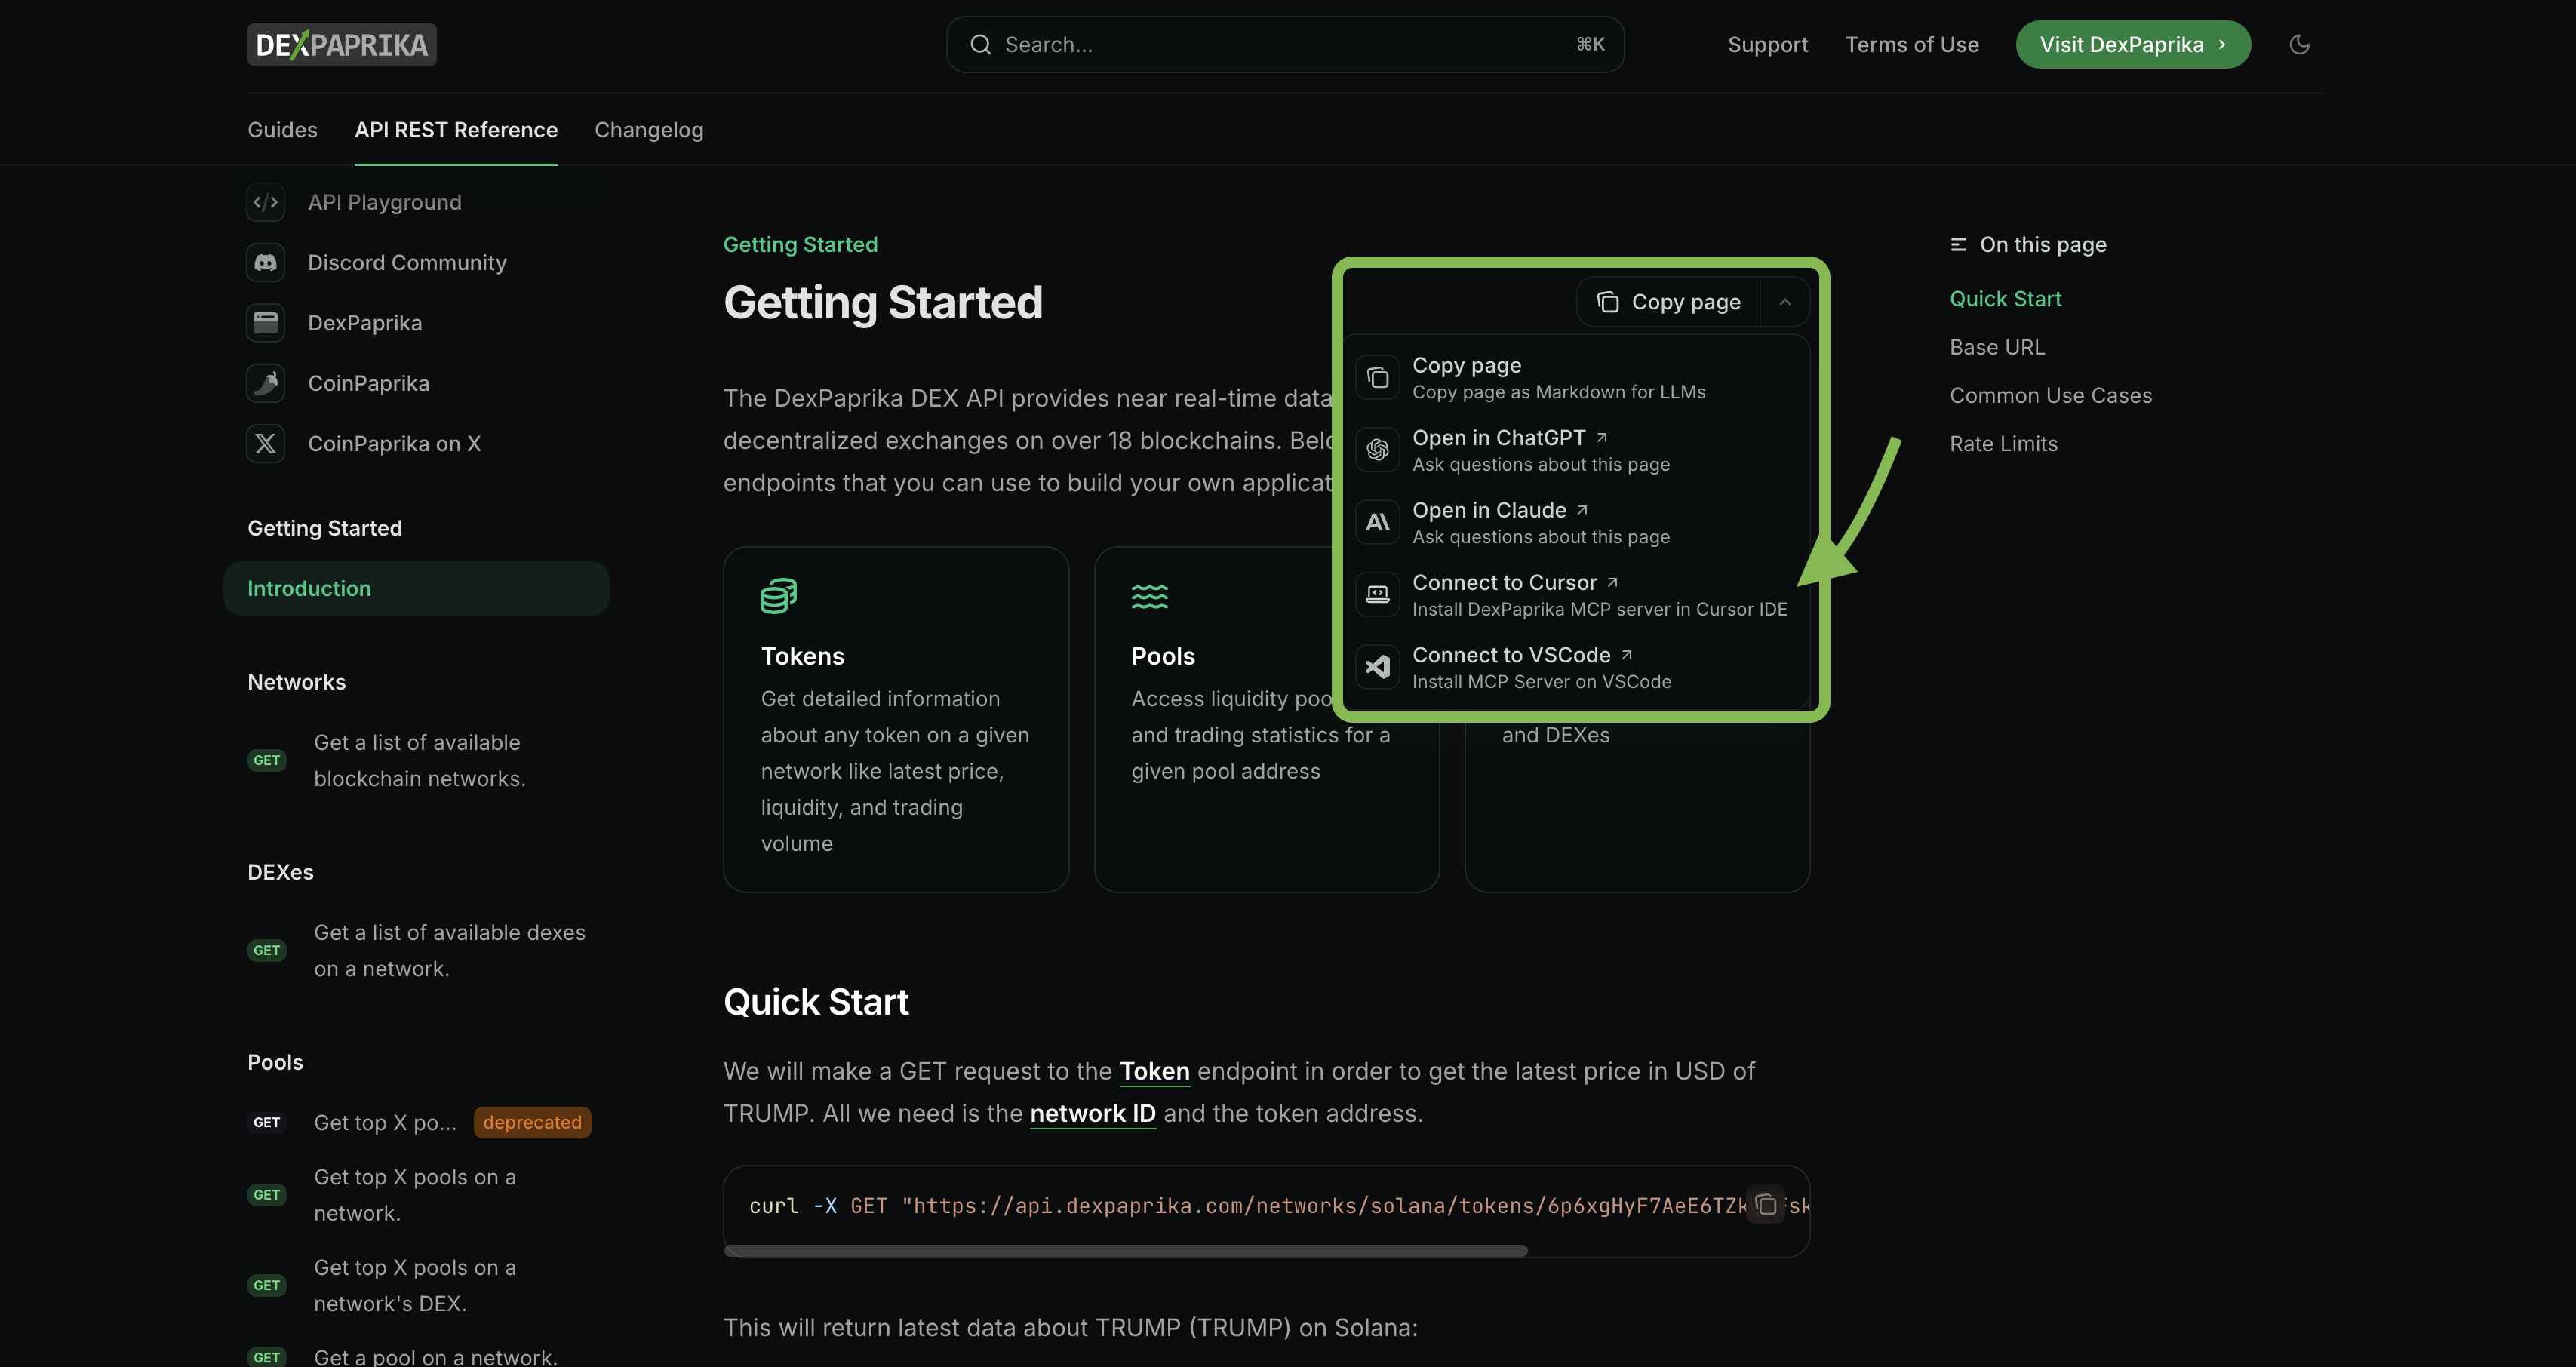 DEXPAPRIKA
Search...
⌘K
Support
Terms of Use
Visit DexPaprika
Guides
API REST Reference
Changelog
API Playground
Discord Community
DexPaprika
CoinPaprika
CoinPaprika on X
Getting Started
Introduction
Networks
GET
Get a list of available
blockchain networks.
DEXes
GET
Get a list of available dexes
on a network.
Pools
GET
Get top X po...
deprecated
GET
Get top X pools on a
network.
GET
Get top X pools on a
network's DEX.
GET
Get a pool on a network.
Getting Started
Getting Started
The DexPaprika DEX API provides near real-time data
decentralized exchanges on over 18 blockchains.
endpoints that you can use to build your own
Copy page
Copy page
Copy page as Markdown for LLMs
Open in ChatGPT
Ask questions about this page
Open in Claude
Ask questions about this page
Connect to Cursor
Install DexPaprika MCP server in Cursor IDE
Connect to VSCode
Install MCP Server on VSCode
Tokens
Get detailed information
about any token on a given
network like latest price,
liquidity, and trading
volume
Pools
Access liquidity
and trading statistics for a
given pool address
and DEXes
Quick Start
We will make a GET request to the Token endpoint in order to get the latest price in USD of
TRUMP. All we need is the network ID and the token address.
curl -X GET "https://api.dexpaprika.com/networks/solana/tokens/6p6xgHyF7AeE6TZk
This will return latest data about TRUMP (TRUMP) on Solana:
On this page
Quick Start
Base URL
Common Use Cases
Rate Limits